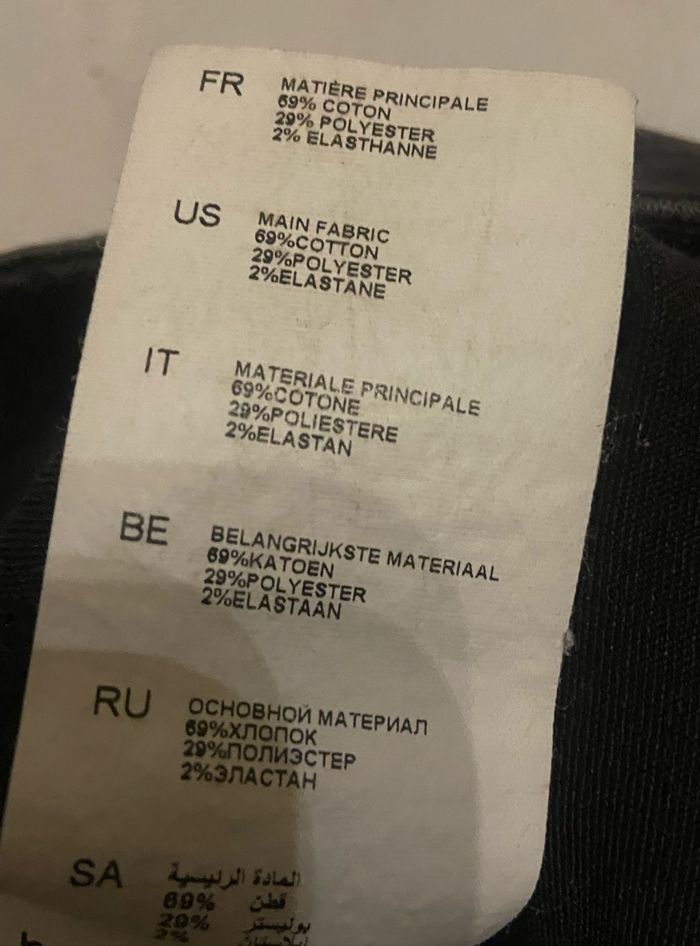 FR MATIÈRE PRINCIPALE
69% COTON
29% POLYESTER
2% ELASTHANNE
US MAIN FABRIC
69%COTTON
29%POLYESTER
2%ELASTANE
IT MATERIALE PRINCIPALE
69%COTONE
29%POLIESTERE
2%ELASTAN
BE BELANGRIJKSTE MATERIAAL
69%KATOEN
29%POLYESTER
2%ELASTAAN
RU ОСНОВНОЙ МАТЕРИАЛ
69%ХЛОПОК
29%ПОЛИЭСТЕР
2%ЭЛАСТАН
SA المادة الرئيسية
69% قطن
29% بوليستر
2%